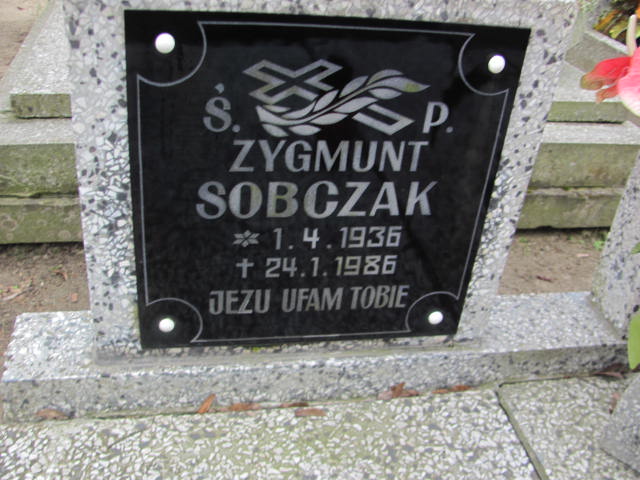 Ś. P.
ZYGMUNT
SOBCZAK
1.4.1936
24.1.1986
JEZU UFAM TOBIE